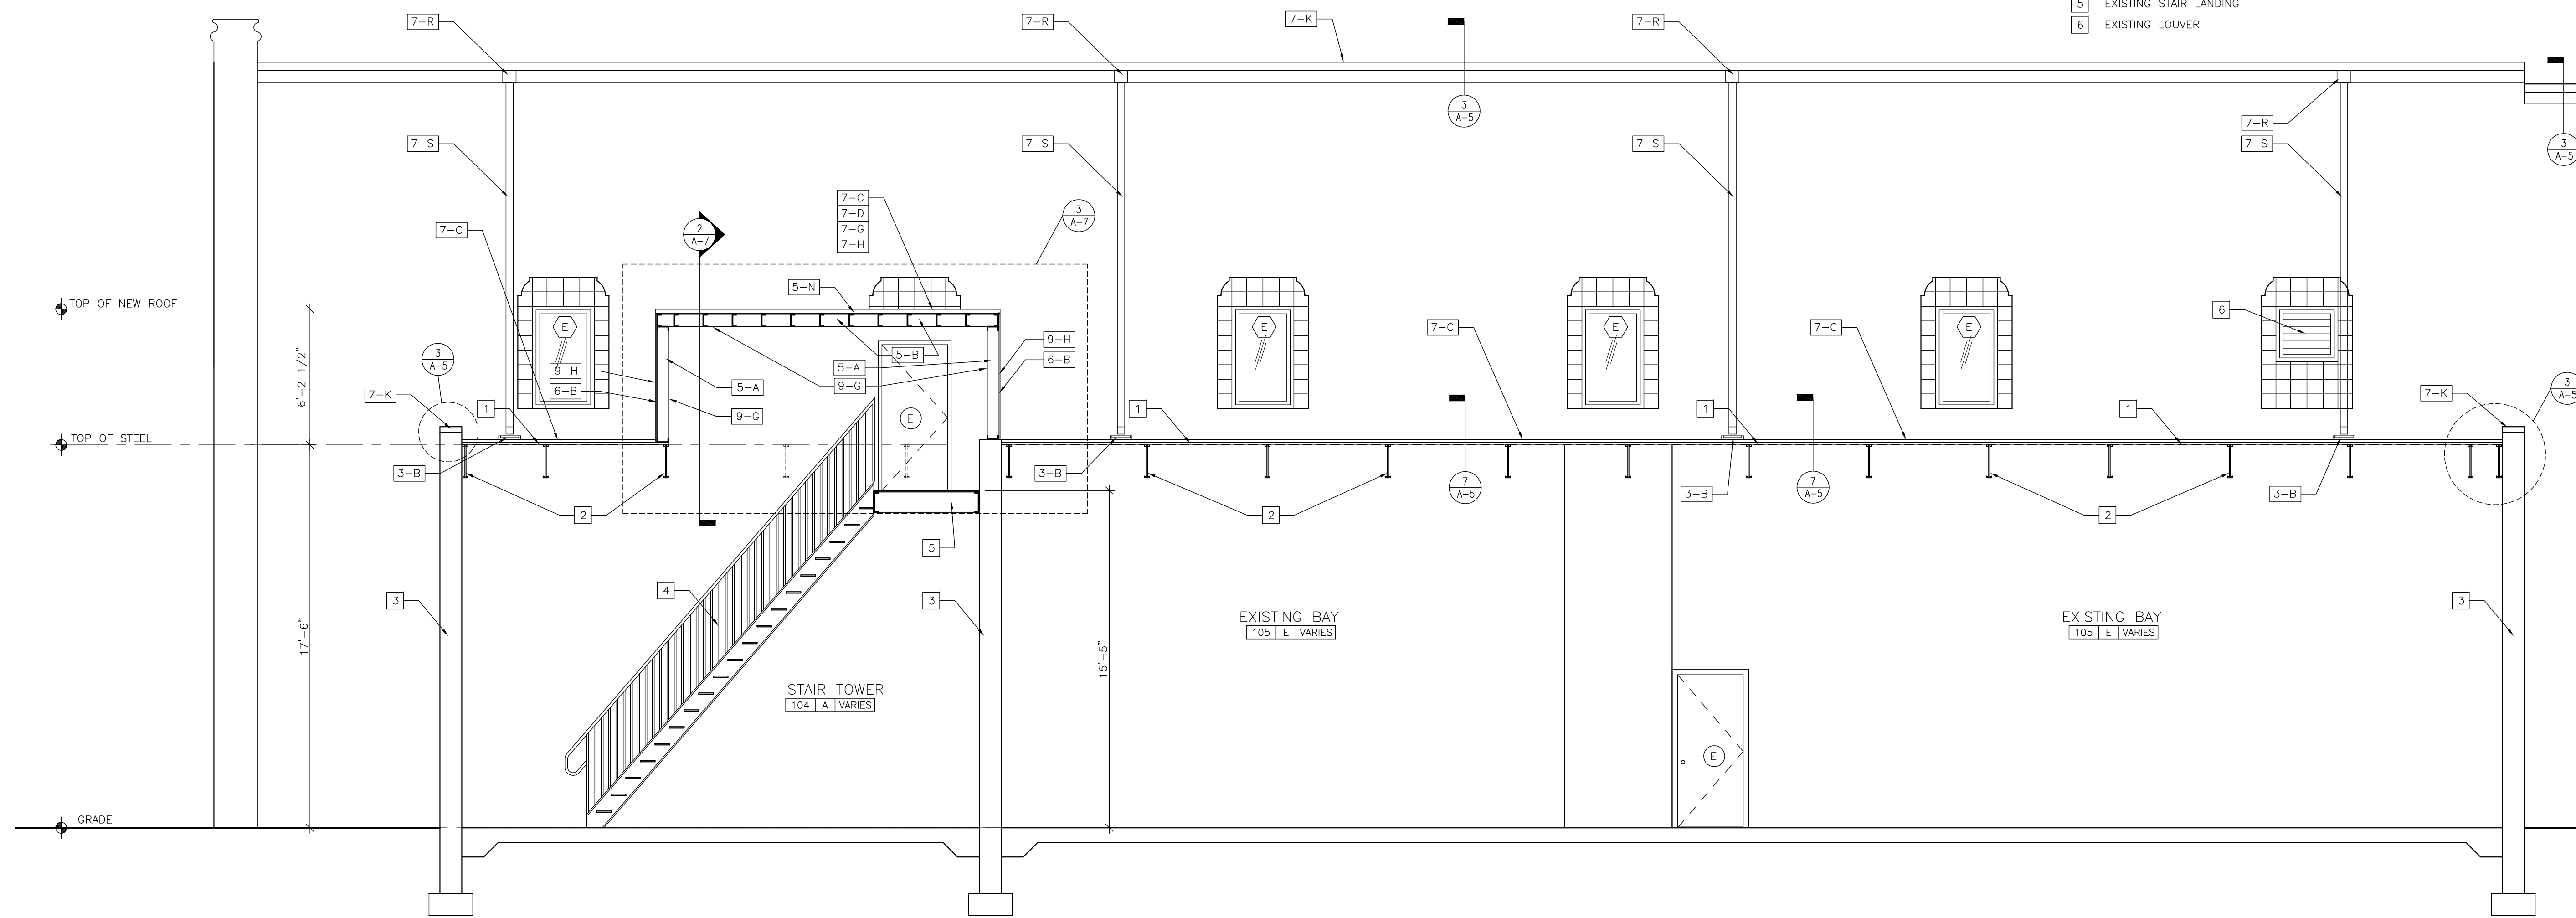 5 EXISTING STAIR LANDING
6 EXISTING LOUVER
7-R
7-R
7-K
7-R
3
A-5
3
A-5
7-R
7-S
7-S
7-S
7-S
7-C
2
A-7
7-C
7-D
7-G
7-H
3
A-7
5-N
TOP OF NEW ROOF
E
E
E
E
6
7-C
7-C
9-H
6-B
5-B
5-A
9-G
9-H
6-B
5-A
9-G
3
A-5
7-K
1
1
1
1
7-K
3
A-5
6'-2 1/2"
E
TOP OF STEEL
3-B
3-B
3-B
3-B
7
A-5
7
A-5
2
2
2
5
4
3
3
3
17'-6"
15'-5"
EXISTING BAY
105 E VARIES
EXISTING BAY
105 E VARIES
STAIR TOWER
104 A VARIES
E
GRADE